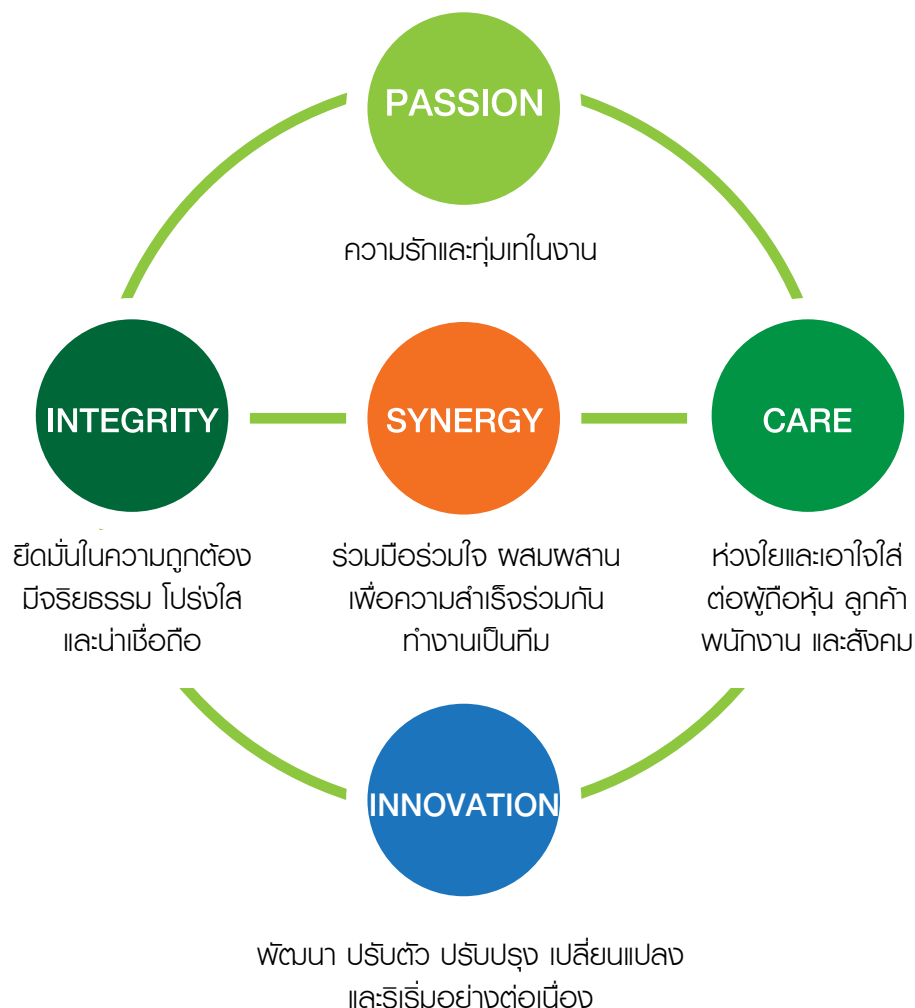 PASSION
ความรักและทุ่มเทในงาน
INTEGRITY
ยึดมั่นในความถูกต้อง
มีจริยธรรม โปร่งใส
และน่าเชื่อถือ
SYNERGY
ร่วมมือร่วมใจ ผสมผสาน
เพื่อความสำเร็จร่วมกัน
ทำงานเป็นทีม
CARE
ห่วงใยและเอาใจใส่
ต่อผู้ถือหุ้น ลูกค้า
พนักงาน และสังคม
INNOVATION
พัฒนา ปรับตัว ปรับปรุง เปลี่ยนแปลง
และริเริ่มอย่างต่อเนื่อง